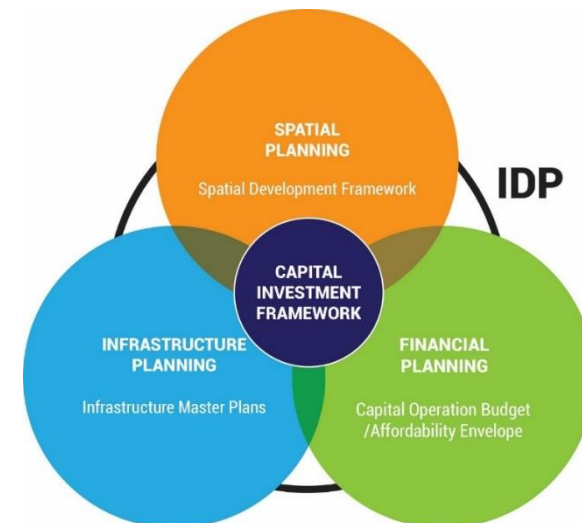 SPATIAL
PLANNING
Spatial Development Framework
IDP
CAPITAL
INVESTMENT
FRAMEWORK
INFRASTRUCTURE
PLANNING
Infrastructure Master Plans
FINANCIAL
PLANNING
Capital Operation Budget
/Affordability Envelope